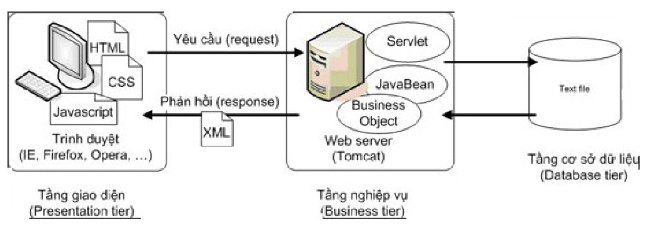 HTML
CSS
Javascript
Trình duyệt
(IE, Firefox, Opera, ...)
Tầng giao diện
(Presentation tier)
Yêu cầu (request)
Phản hồi (response)
XML
Servlet
JavaBean
Business
Object
Web server
(Tomcat)
Tầng nghiệp vụ
(Business tier)
Text file
Tầng cơ sở dữ liệu
(Database tier)